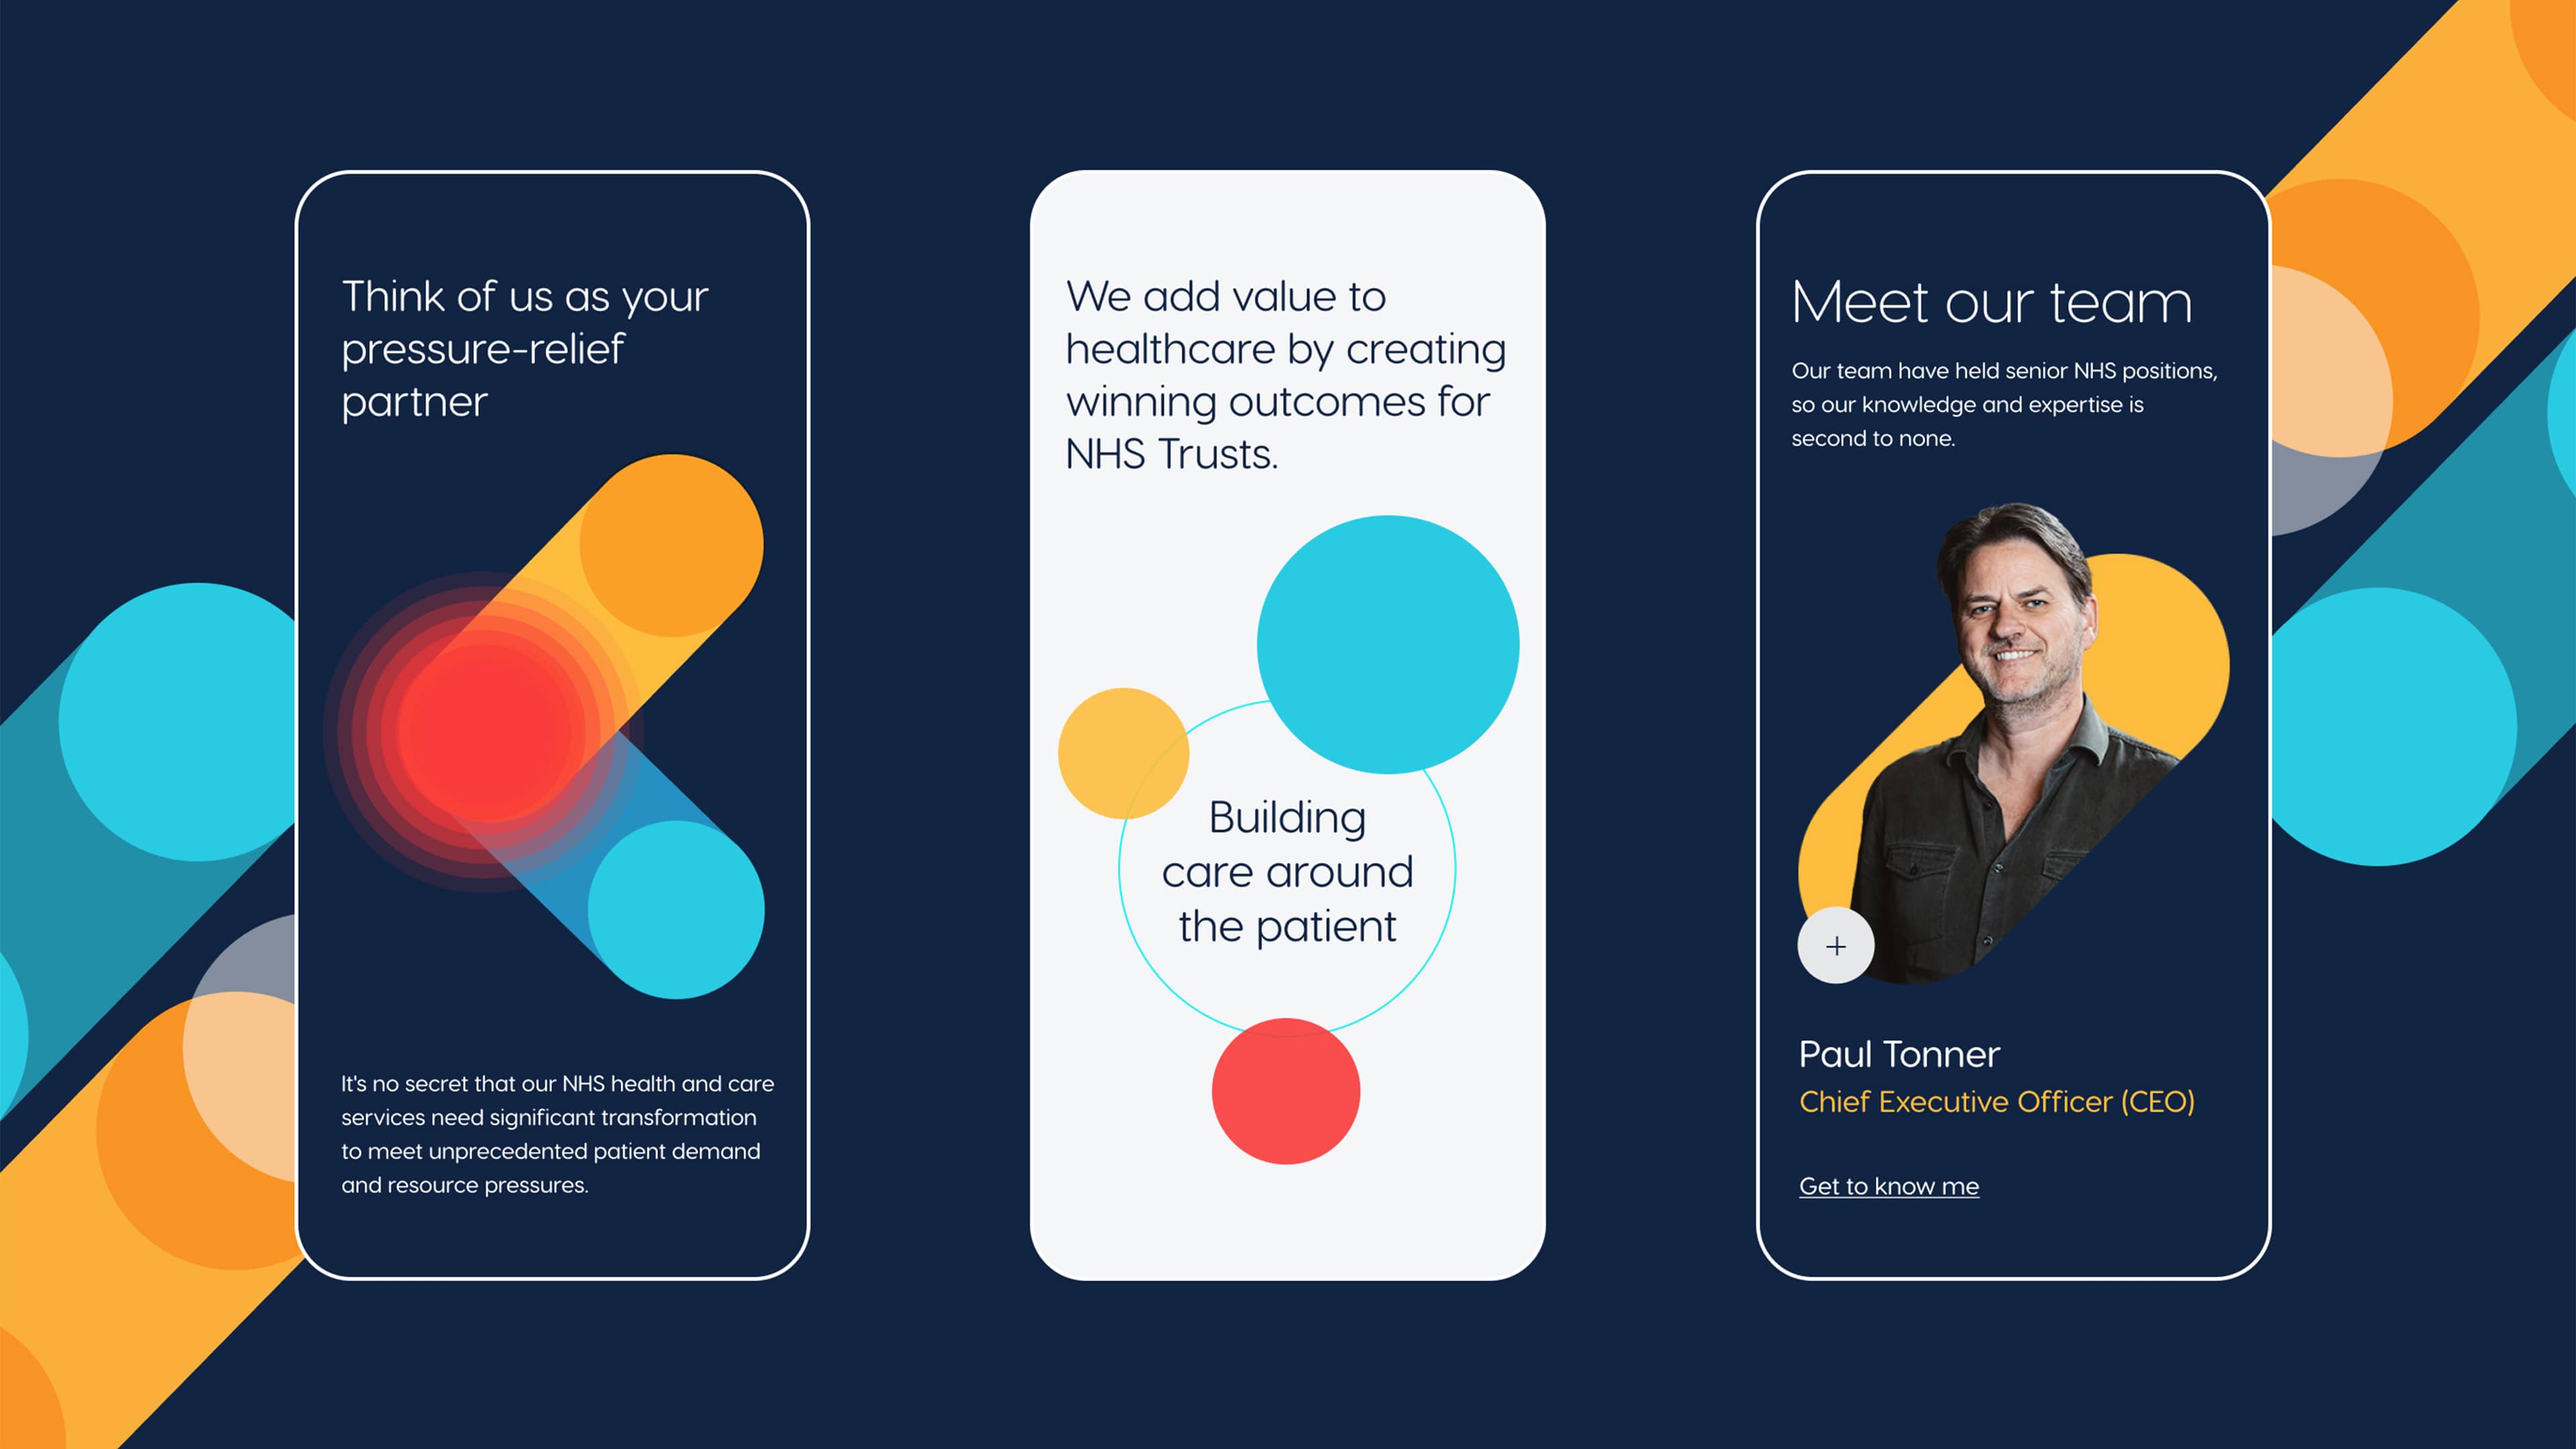 Think of us as your
pressure-relief
partner
It's no secret that our NHS health and care
services need significant transformation
to meet unprecedented patient demand
and resource pressures.
We add value to
healthcare by creating
winning outcomes for
NHS Trusts.
Building
care around
the patient
Meet our team
Our team have held senior NHS positions,
so our knowledge and expertise is
second to none.
+
Paul Tonner
Chief Executive Officer (CEO)
Get to know me